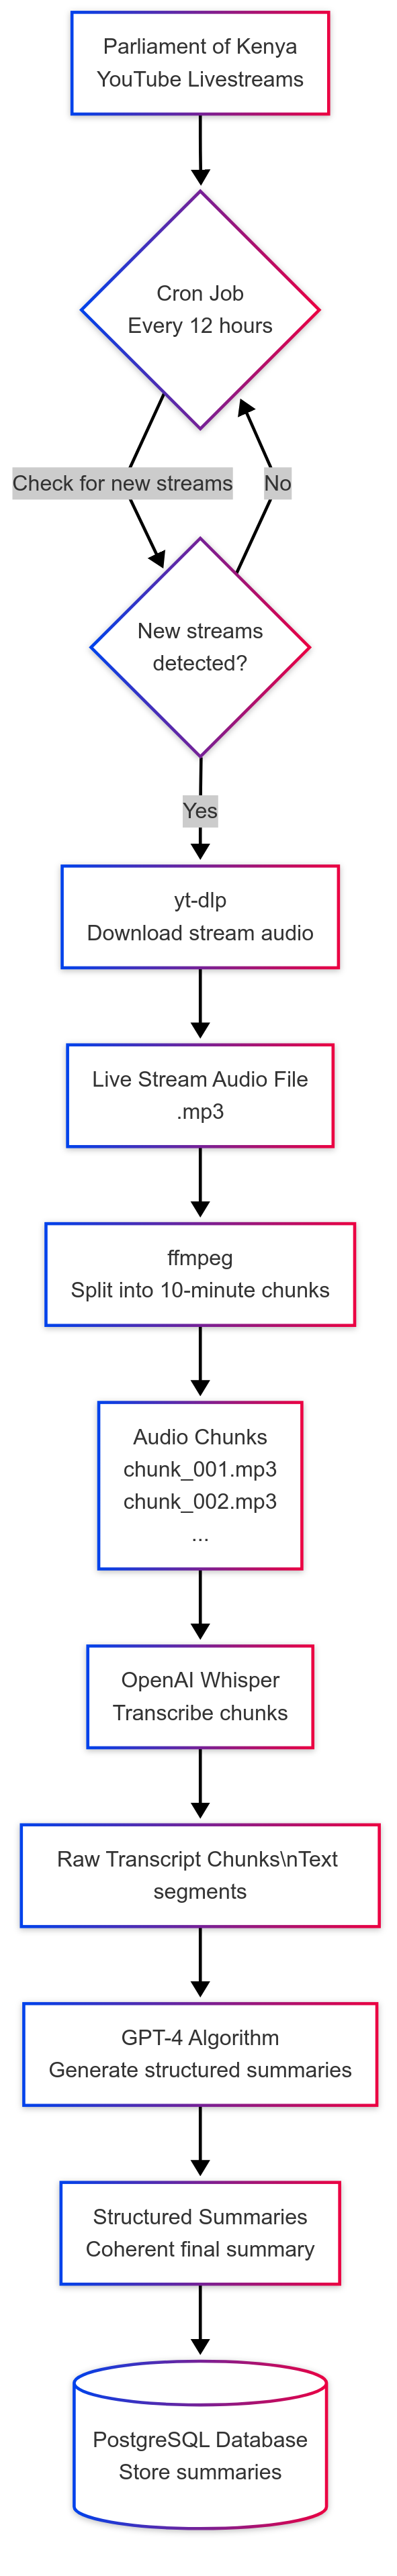 Parliament of Kenya
YouTube Livestreams
Cron Job
Every 12 hours
Check for new streams
No
New streams
detected?
Yes
yt-dlp
Download stream audio
Live Stream Audio File
.mp3
ffmpeg
Split into 10-minute chunks
Audio Chunks
chunk_001.mp3
chunk_002.mp3
...
OpenAI Whisper
Transcribe chunks
Raw Transcript Chunks\nText
segments
GPT-4 Algorithm
Generate structured summaries
Structured Summaries
Coherent final summary
PostgreSQL Database
Store summaries